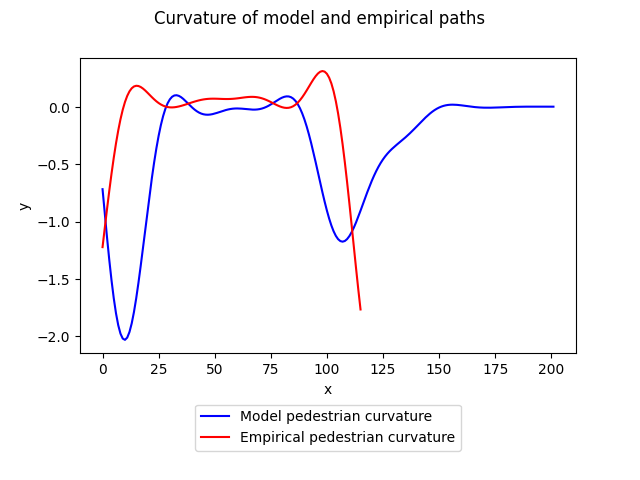 Curvature of model and empirical paths
0.0
−0.5
−1.0
−1.5
−2.0
y
0 25 50 75 100 125 150 175 200
x
Model pedestrian curvature
Empirical pedestrian curvature